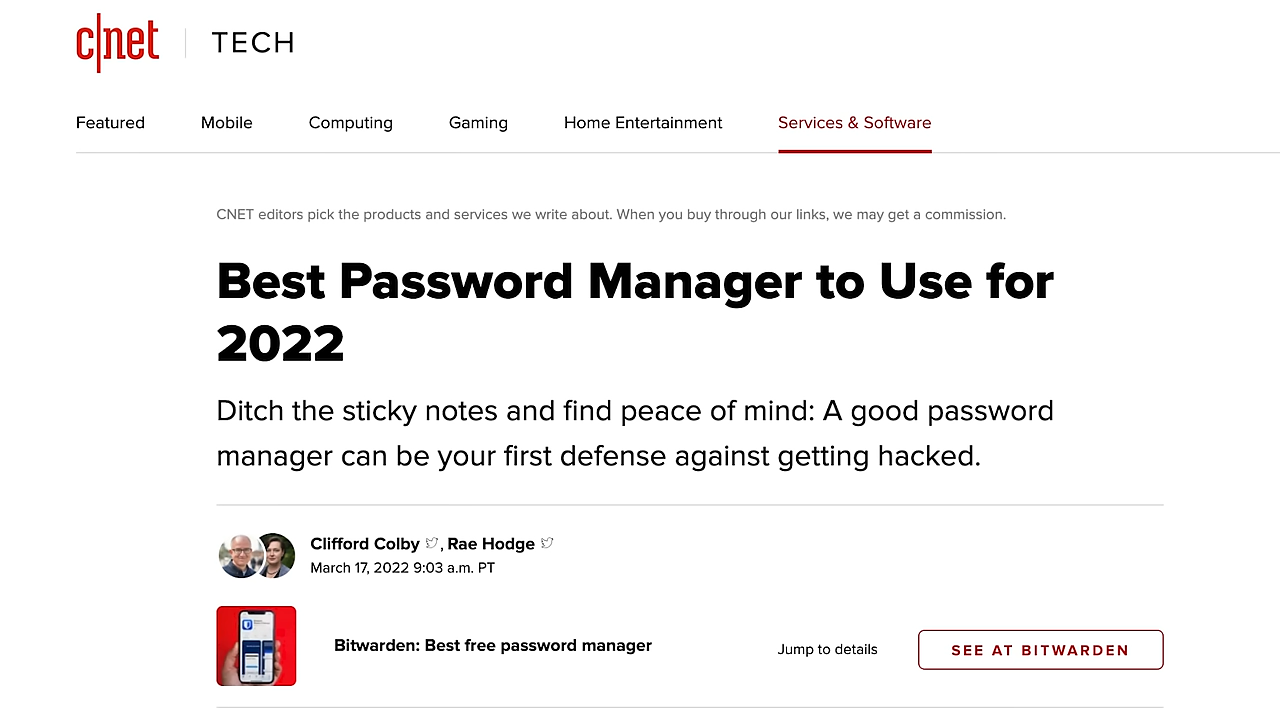 c|net TECH
Featured Mobile Computing Gaming Home Entertainment Services & Software
CNET editors pick the products and services we write about. When you buy through our links, we may get a commission.
Best Password Manager to Use for
2022
Ditch the sticky notes and find peace of mind: A good password
manager can be your first defense against getting hacked.
Clifford Colby , Rae Hodge
March 17, 2022 9:03 a.m. PT
Bitwarden: Best free password manager Jump to details SEE AT BITWARDEN